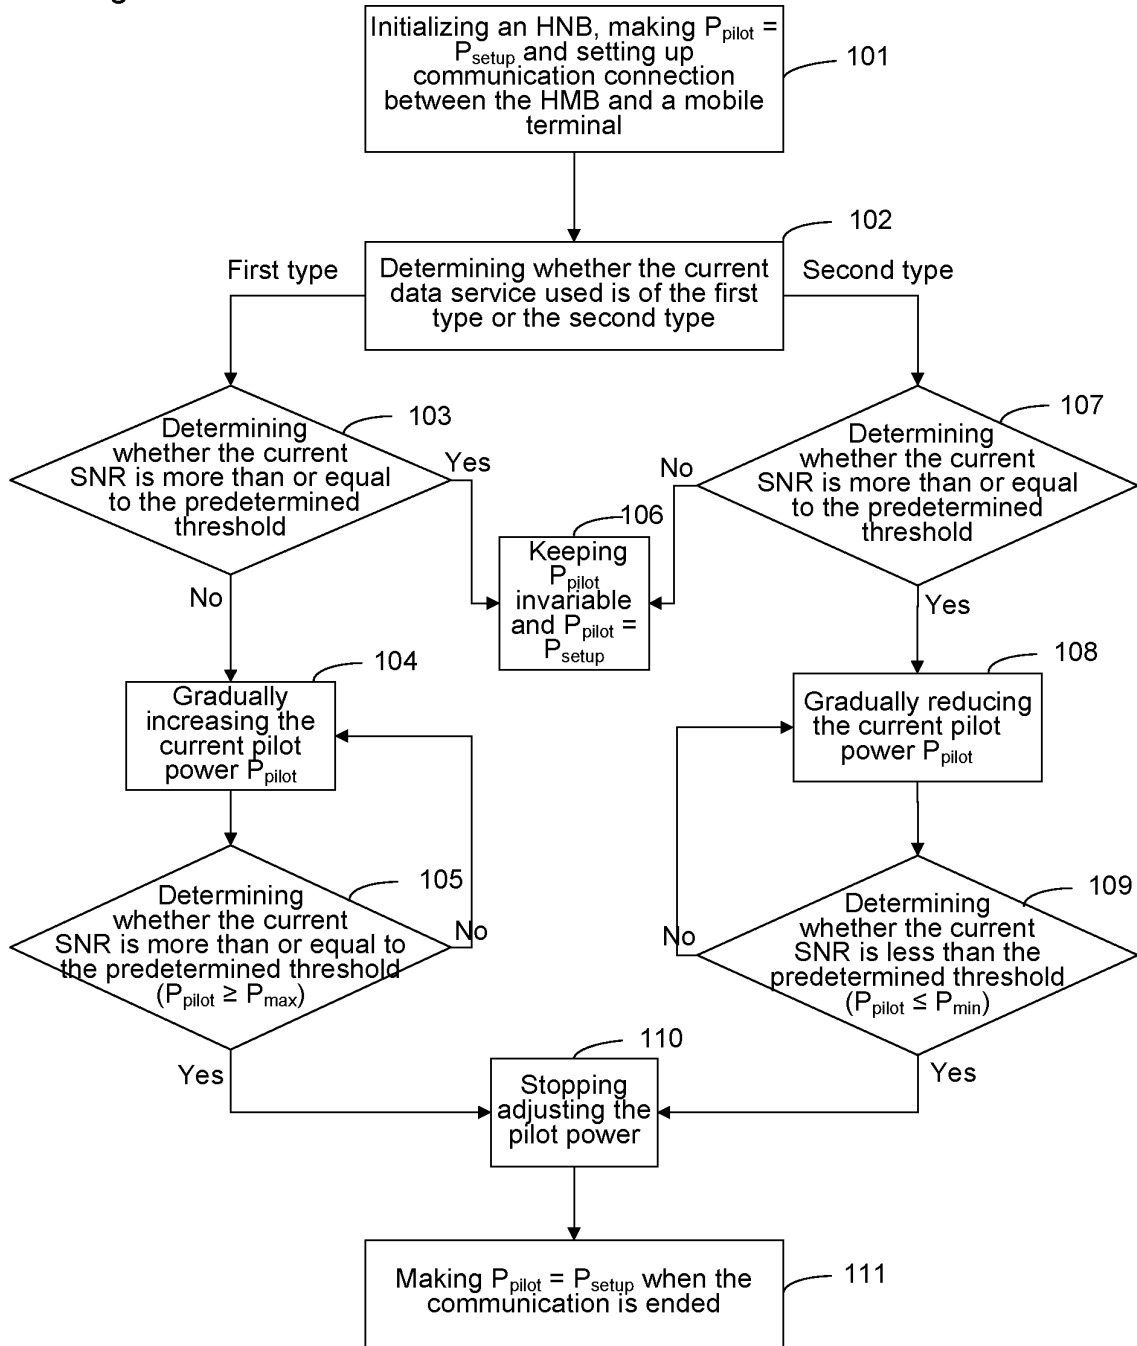 Initializing an HNB, making P_pilot =
P_setup and setting up
communication connection
between the HMB and a mobile
terminal
101
102
First type
Determining whether the current
data service used is of the first
type or the second type
Second type
103
Determining
whether the current
SNR is more than or equal
to the predetermined
threshold
Yes
No
107
Determining
whether the current
SNR is more than or equal
to the predetermined
threshold
No
Yes
106
Keeping
P_pilot
invariable
and P_pilot =
P_setup
104
Gradually
increasing the
current pilot
power P_pilot
108
Gradually reducing
the current pilot
power P_pilot
105
Determining
whether the current
SNR is more than or equal to
the predetermined threshold
(P_pilot ≥ P_max)
No
Yes
109
Determining
whether the current
SNR is less than the
predetermined threshold
(P_pilot ≤ P_min)
No
Yes
110
Stopping
adjusting the
pilot power
Making P_pilot = P_setup when the
communication is ended
111